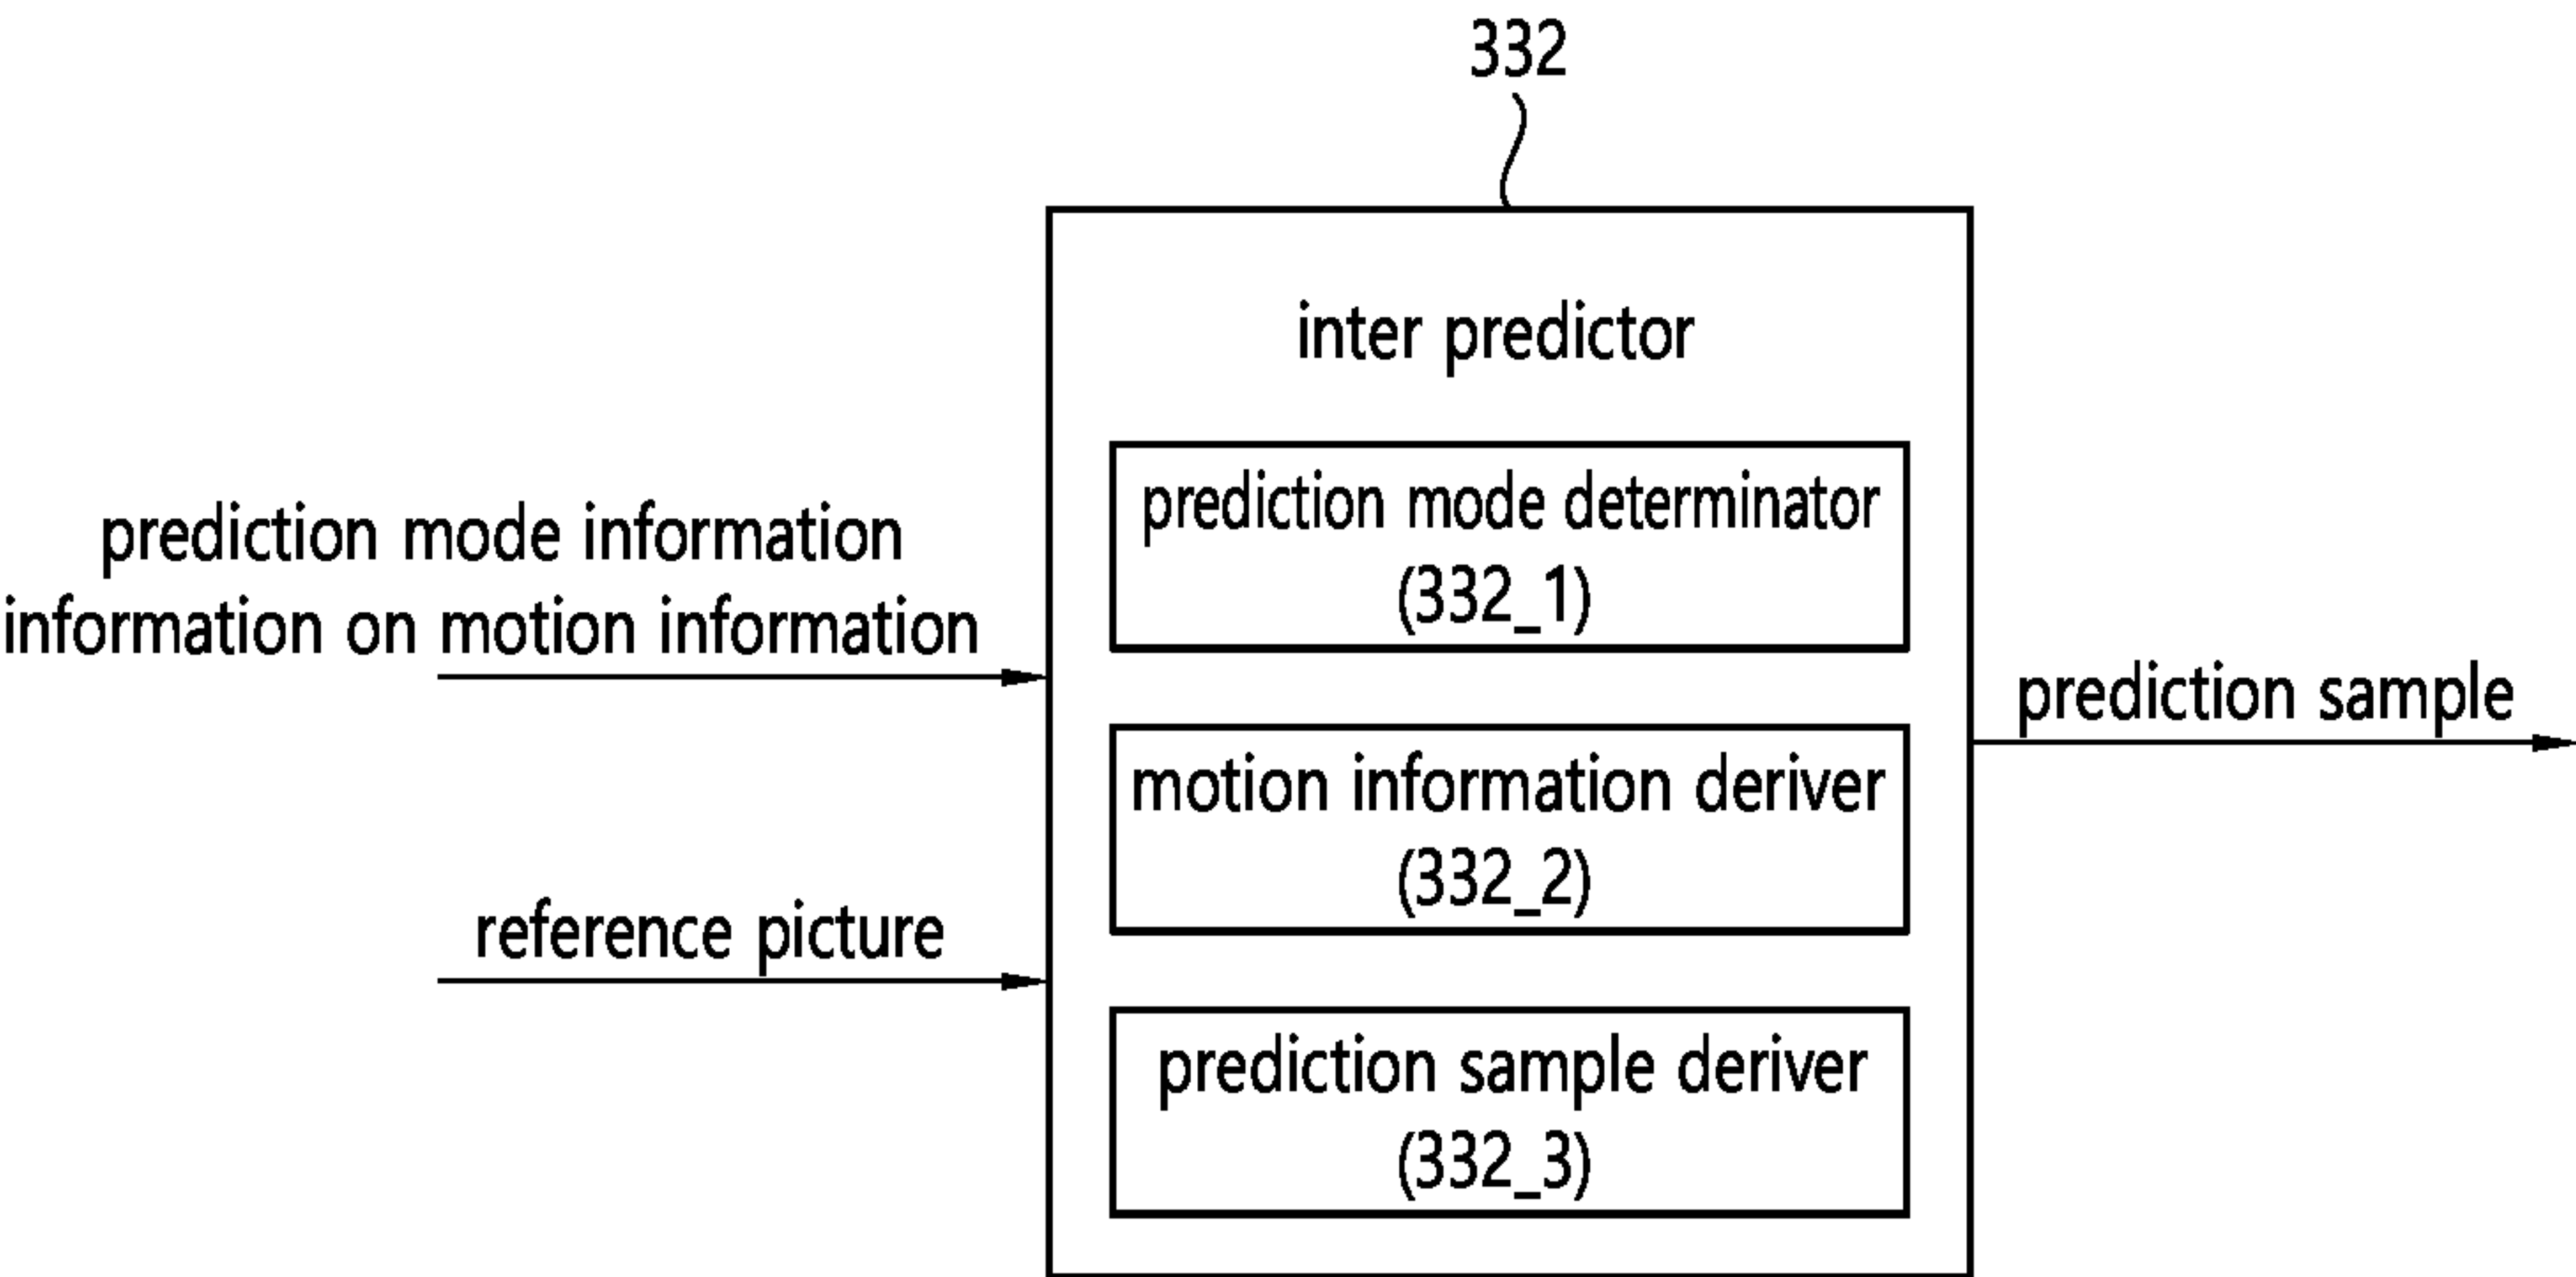 332
inter predictor
prediction mode determinator
(332_1)
prediction mode information
information on motion information
motion information deriver
(332_2)
prediction sample
reference picture
prediction sample deriver
(332_3)